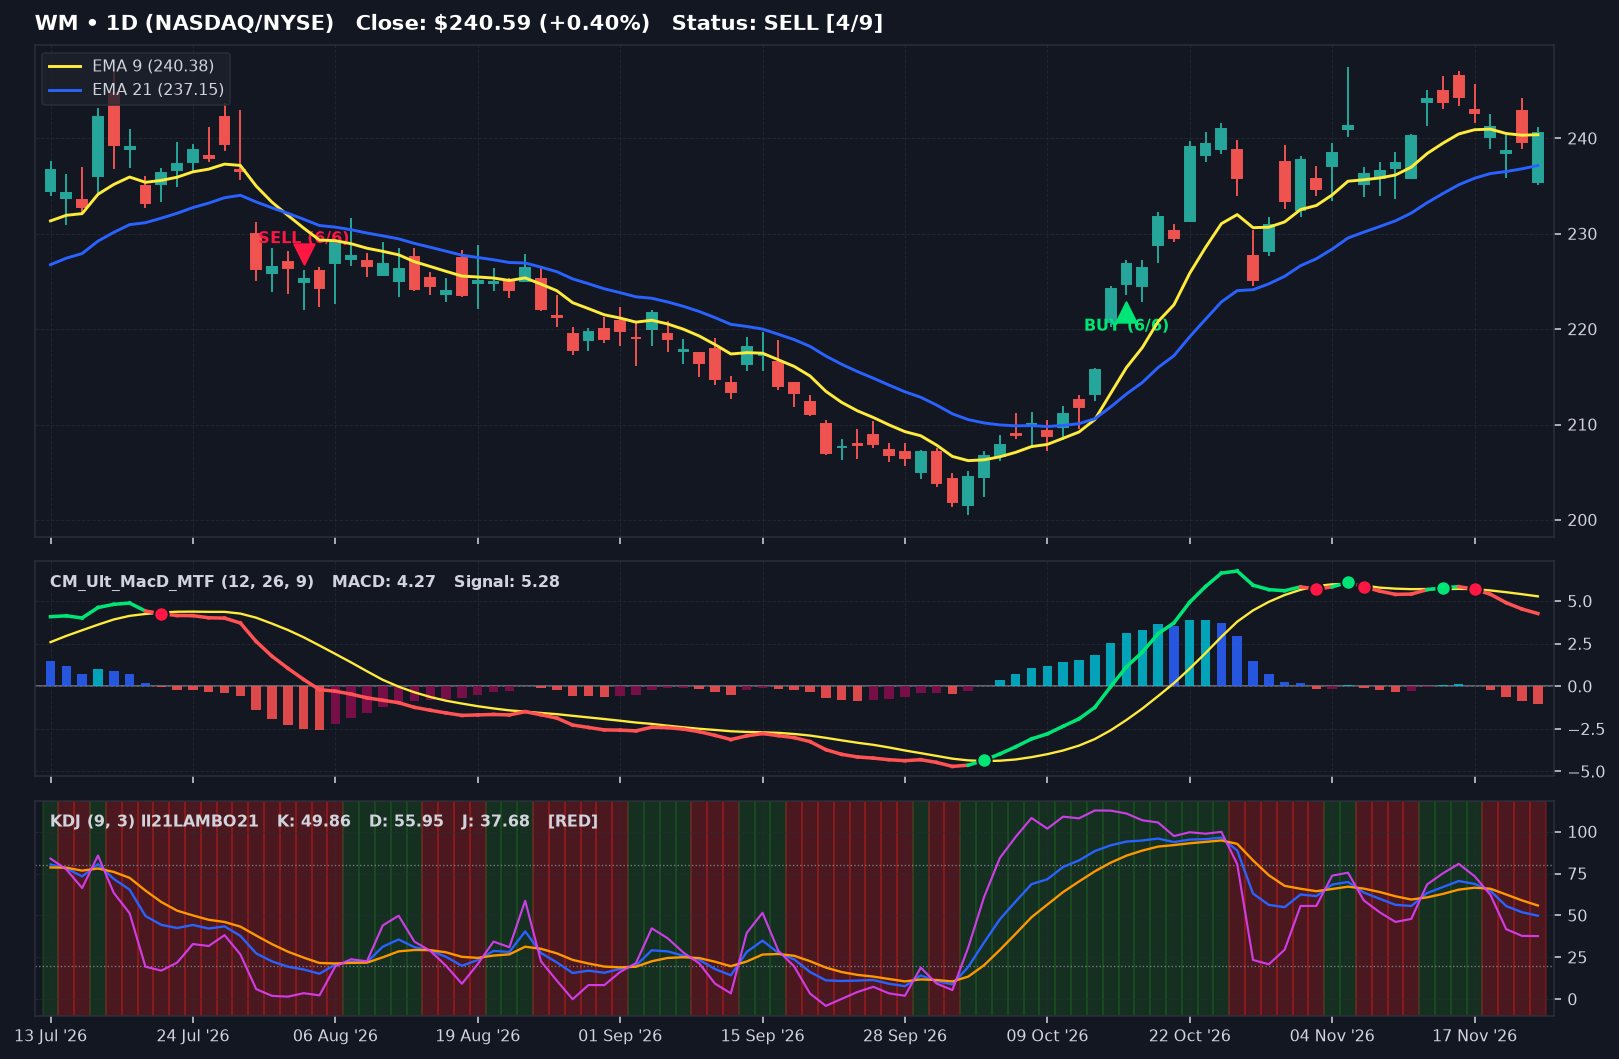 WM • 1D (NASDAQ/NYSE)   Close: $240.59 (+0.40%)   Status: SELL [4/9]
EMA 9 (240.38)
EMA 21 (237.15)
240
230
220
210
200
SELL (6/6)
BUY (6/6)
CM_Ult_MacD_MTF (12, 26, 9)   MACD: 4.27   Signal: 5.28
5.0
2.5
0.0
−2.5
−5.0
KDJ (9, 3) ll21LAMBO21   K: 49.86   D: 55.95   J: 37.68   [RED]
100
75
50
25
0
13 Jul '26   24 Jul '26   06 Aug '26   19 Aug '26   01 Sep '26   15 Sep '26   28 Sep '26   09 Oct '26   22 Oct '26   04 Nov '26   17 Nov '26